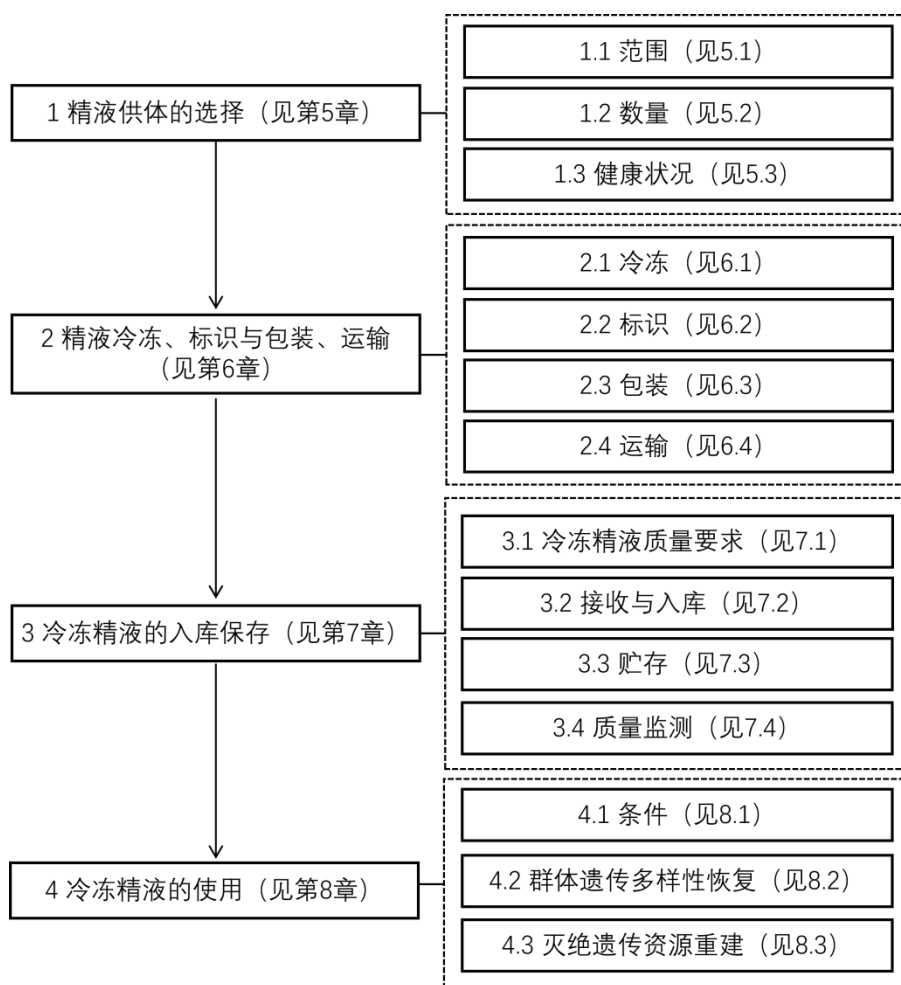 1 精液供体的选择（见第5章）
1.1 范围（见5.1）
1.2 数量（见5.2）
1.3 健康状况（见5.3）
2 精液冷冻、标识与包装、运输
（见第6章）
2.1 冷冻（见6.1）
2.2 标识（见6.2）
2.3 包装（见6.3）
2.4 运输（见6.4）
3 冷冻精液的入库保存（见第7章）
3.1 冷冻精液质量要求（见7.1）
3.2 接收与入库（见7.2）
3.3 贮存（见7.3）
3.4 质量监测（见7.4）
4 冷冻精液的使用（见第8章）
4.1 条件（见8.1）
4.2 群体遗传多样性恢复（见8.2）
4.3 灭绝遗传资源重建（见8.3）